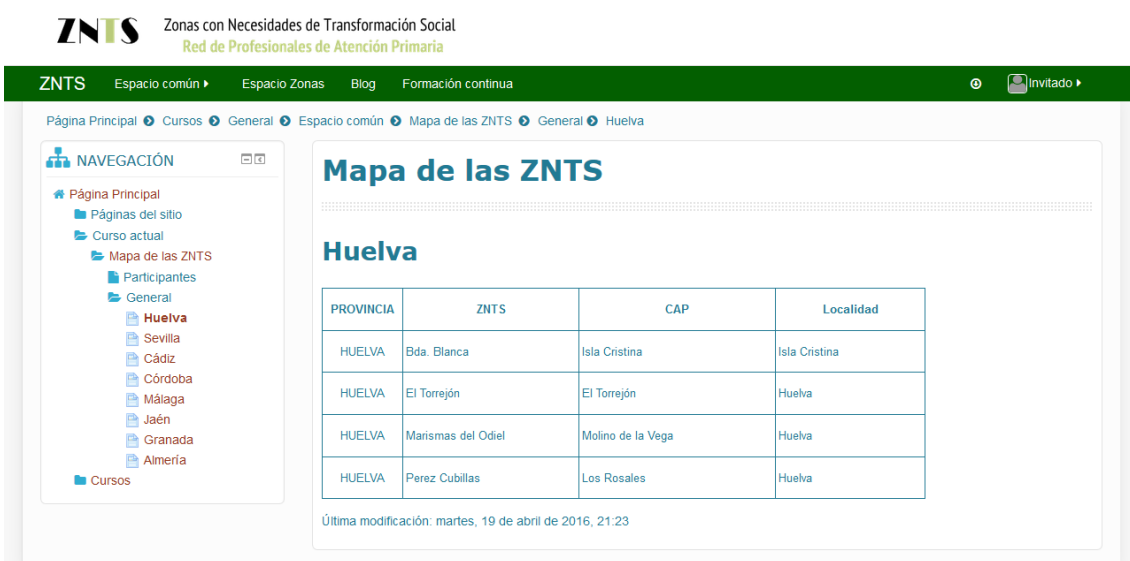 ZNTS
Zonas con Necesidades de Transformación Social
Red de Profesionales de Atención Primaria
ZNTS Espacio común Espacio Zonas Blog Formación continua Invitado
Página Principal Cursos General Espacio común Mapa de las ZNTS General Huelva
NAVEGACIÓN
Página Principal
Páginas del sitio
Curso actual
Mapa de las ZNTS
Participantes
General
Huelva
Sevilla
Cádiz
Córdoba
Málaga
Jaén
Granada
Almería
Cursos
Mapa de las ZNTS
Huelva
PROVINCIA ZNTS CAP Localidad
HUELVA Bda. Blanca Isla Cristina Isla Cristina
HUELVA El Torrejón El Torrejón Huelva
HUELVA Marismas del Odiel Molino de la Vega Huelva
HUELVA Perez Cubillas Los Rosales Huelva
Última modificación: martes, 19 de abril de 2016, 21:23